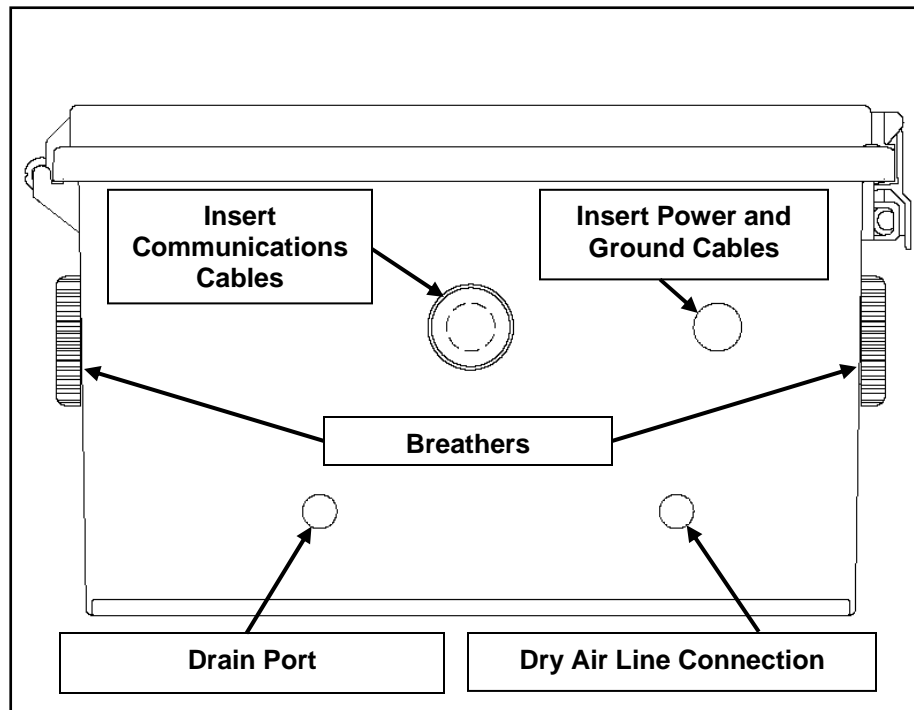 Insert
Communications
Cables
Insert Power and
Ground Cables
Breathers
Drain Port
Dry Air Line Connection